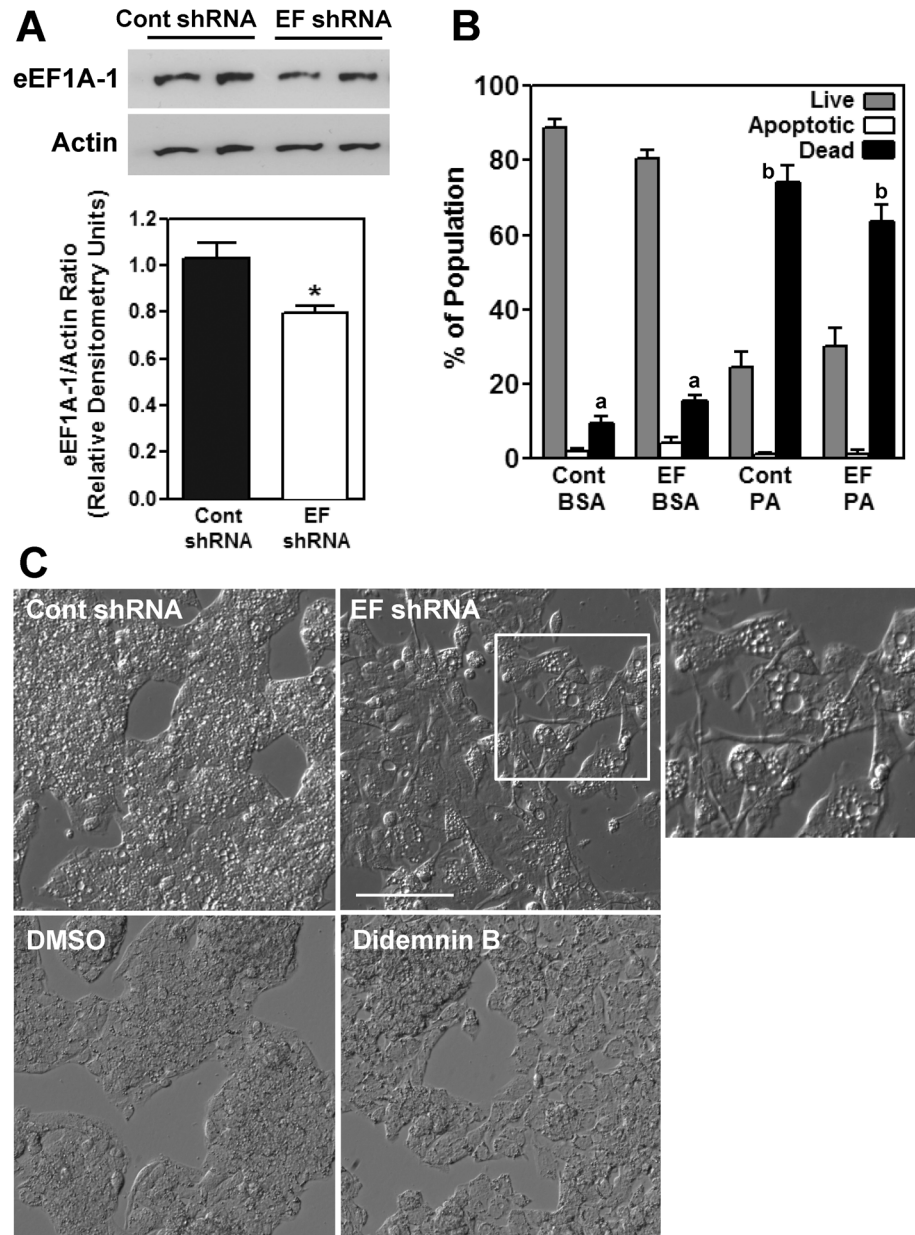 A
Cont shRNA EF shRNA
eEF1A-1
Actin
eEF1A-1/Actin Ratio
(Relative Densitometry Units)
1.2
1.0
0.8
0.6
0.4
0.2
0.0
*
Cont
shRNA
EF
shRNA
B
% of Population
100
80
60
40
20
0
Live
Apoptotic
Dead
a
a
b
b
Cont
BSA
EF
BSA
Cont
PA
EF
PA
C
Cont shRNA
EF shRNA
DMSO
Didemnin B